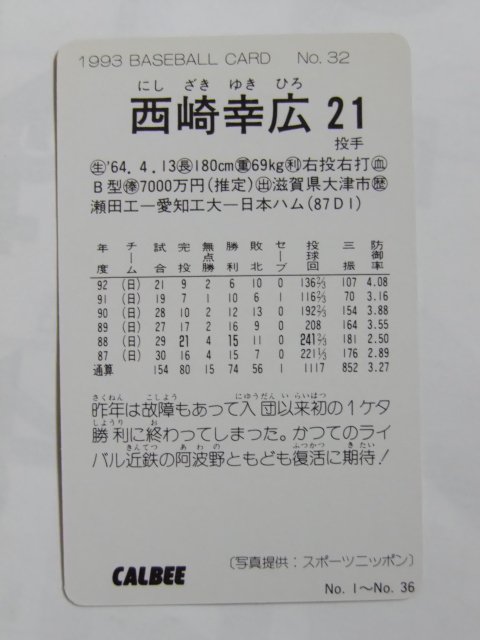 1993 BASEBALL CARD No. 32
にし ざき ゆき ひろ
西崎幸広 21
投手
㊤'64. 4. 13㊥180cm㊥69kg㊥右投右打㊥
B型㊥7000万円(推定)㊥滋賀県大津市㊥
瀬田工ー愛知工大ー日本ハム(87D1)
年度 チーム 試合 完投 無点勝 勝利 敗北 セーブ 投球回 三振 防御率
92 (日) 21 9 2 6 10 0 136⅔ 107 4.08
91 (日) 19 7 1 10 6 1 116⅔ 70 3.16
90 (日) 28 10 2 12 13 0 192⅔ 154 3.88
89 (日) 27 17 2 16 9 0 208 164 3.55
88 (日) 29 21 4 15 11 0 241⅔ 181 2.50
87 (日) 30 16 4 15 7 0 221⅓ 176 2.89
通算 154 80 15 74 56 1 1117 852 3.27
さくねん こしょう にゅうだん いらいはつ
昨年は故障もあって入団以来初の1ケタ
しょうり お
勝利に終わってしまった。かつてのライ
きんてつ あわの ふっかつ きたい
バル近鉄の阿波野ともども復活に期待!
CALBEE
〔写真提供:スポーツニッポン〕
No. 1〜No. 36